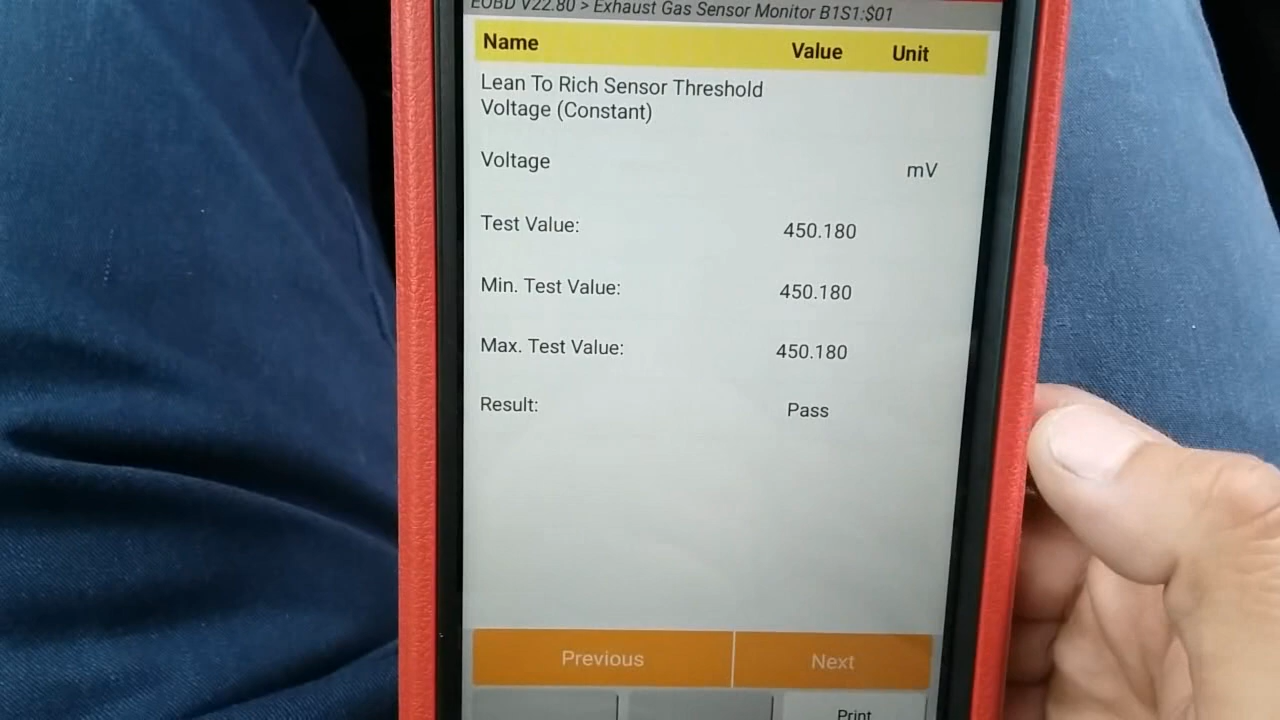 EOBD V22.80 > Exhaust Gas Sensor Monitor B1S1:$01
Name Value Unit
Lean To Rich Sensor Threshold
Voltage (Constant)
Voltage mV
Test Value: 450.180
Min. Test Value: 450.180
Max. Test Value: 450.180
Result: Pass
Previous Next
Print